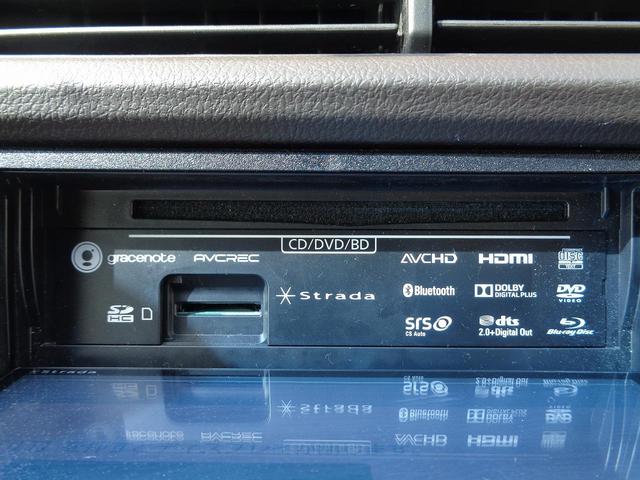 CD/DVD/BD
gracenote
AVCREC
AVCHD
HDMI
DISC
Strada
Bluetooth
DOLBY
DIGITAL PLUS
DVD
VIDEO
SD
HC
SRS
CS Auto
dts
2.0+Digital Out
Blu-ray Disc
Strada